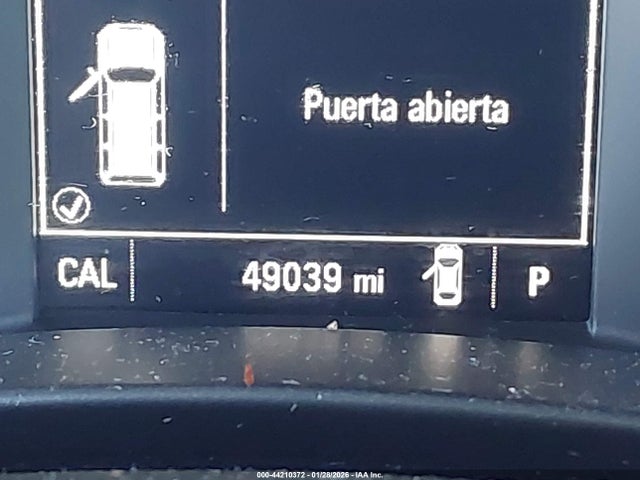 Puerta abierta
CAL 49039 mi P
000-44210372 - 01/28/2026 - IAA Inc.